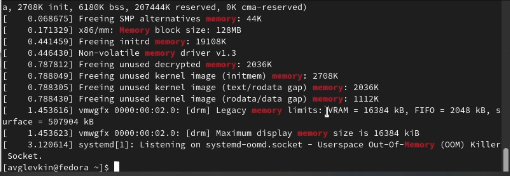 a, 2708K init, 6180K bss, 207444K reserved, 0K cma-reserved)
[    0.068675] Freeing SMP alternatives memory: 44K
[    0.171329] x86/mm: Memory block size: 128MB
[    0.441459] Freeing initrd memory: 19108K
[    0.446430] Non-volatile memory driver v1.3
[    0.787812] Freeing unused decrypted memory: 2036K
[    0.788049] Freeing unused kernel image (initmem) memory: 2708K
[    0.788305] Freeing unused kernel image (text/rodata gap) memory: 2036K
[    0.788430] Freeing unused kernel image (rodata/data gap) memory: 1112K
[    1.453616] vmwgfx 0000:00:02.0: [drm] Legacy memory limits: VRAM = 16384 kB, FIFO = 2048 kB, s
urface = 507904 kB
[    1.453623] vmwgfx 0000:00:02.0: [drm] Maximum display memory size is 16384 kiB
[    3.120614] systemd[1]: Listening on systemd-oomd.socket - Userspace Out-Of-Memory (OOM) Killer
 Socket.
[avglevkin@fedora ~]$